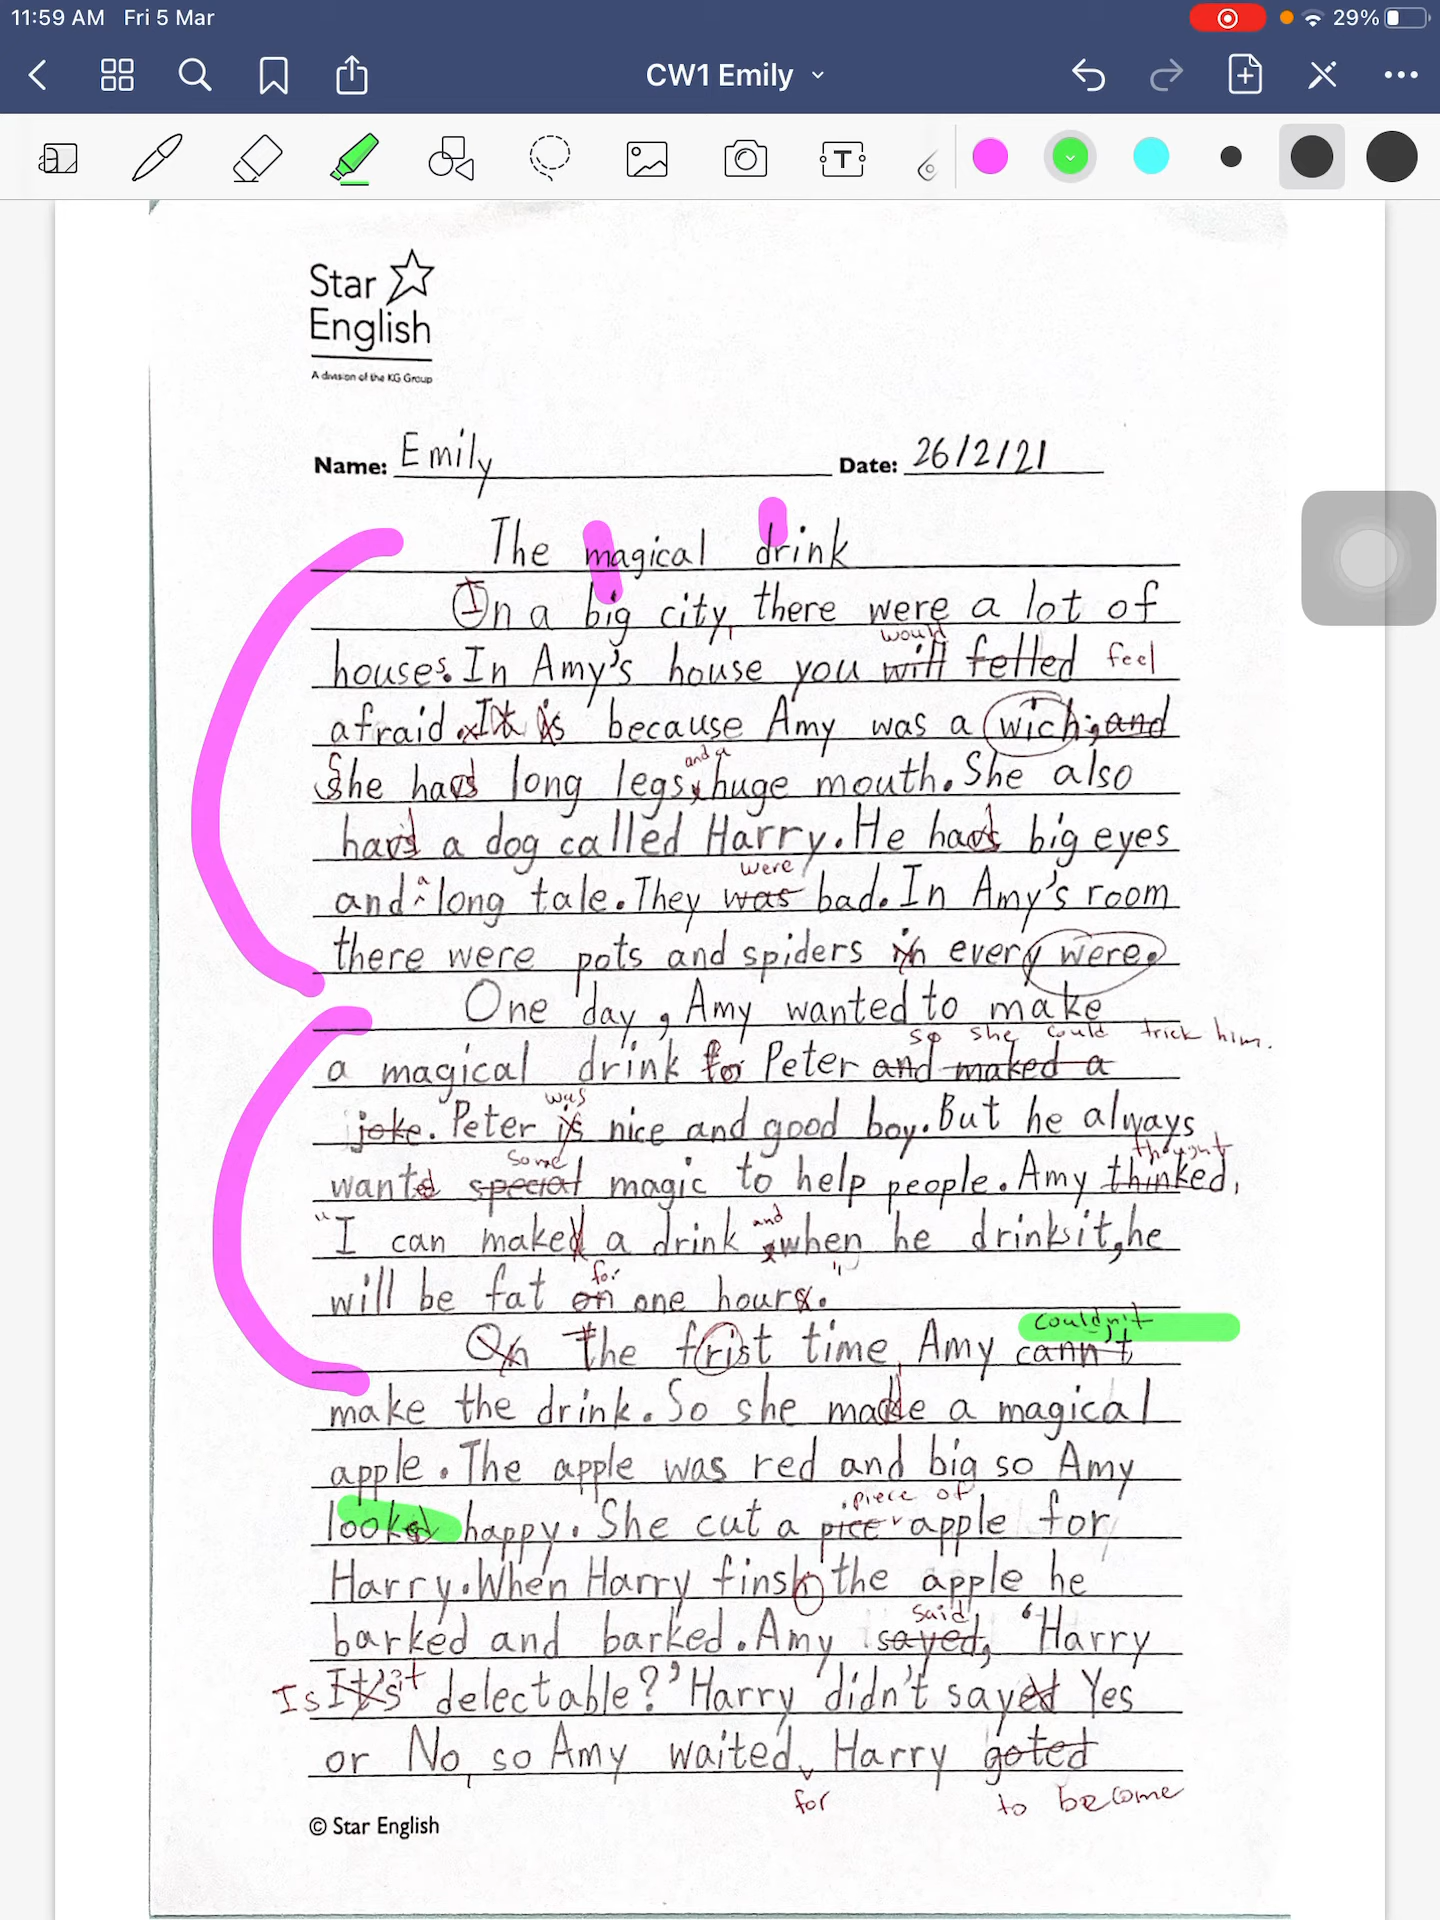 11:59 AM Fri 5 Mar
29%
CW1 Emily
T
Star
English
A division of the KG Group
Name: Emily Date: 26/2/21
The magical drink
In a big city, there were a lot of
would
houses. In Amy's house you will felled feel
afraid. It is because Amy was a wich, and
and a
She had long legs huge mouth. She also
had a dog called Harry. He had big eyes
were
and a long tale. They was bad. In Amy's room
there were pots and spiders in every were.
One day, Amy wanted to make
so she could trick him.
a magical drink for Peter and maked a
was
joke. Peter is nice and good boy. But he always
some thought
wanted special magic to help people. Amy thinked,
and
"I can maked a drink when he drinks it, he
for
will be fat on one hours."
couldn't
On The frist time, Amy cann't
make the drink. So she made a magical
apple. The apple was red and big so Amy
piece of
looked happy. She cut a picc apple for
Harry. When Harry finsh the apple he
said
barked and barked. Amy sayed, 'Harry
Is It's it delectable?' Harry didn't sayed Yes
or No, so Amy waited Harry goted
for to become
© Star English